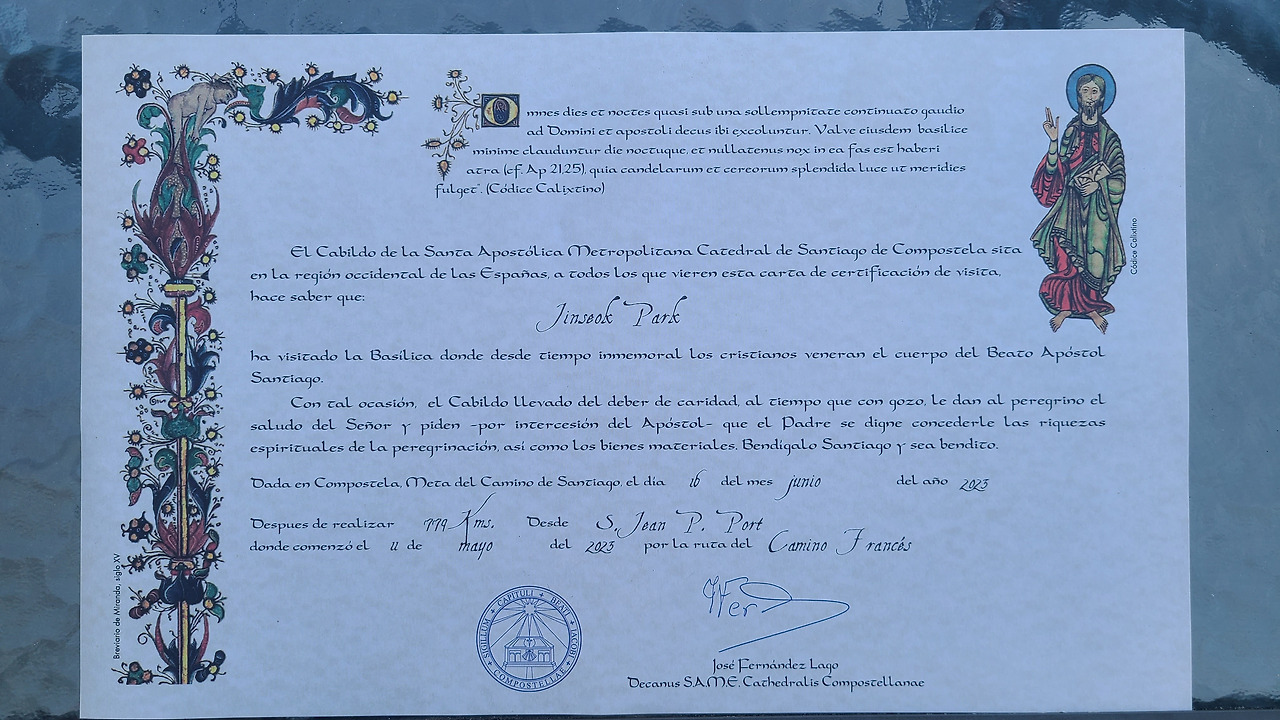 Omnes dies et noctes quasi sub una sollempnitate continuato gaudio
ad Domini et apostoli decus ibi excoluntur. Valve eiusdem basilice
minime clauduntur die noctuque, et nullatenus nox in ea fas est haberi
atra (cf. Ap 21,25), quia candelarum et cereorum splendida luce ut meridies
fulget". (Códice Calixtino)
Códice Calixtino
El Cabildo de la Santa Apostólica Metropolitana Catedral de Santiago de Compostela sita
en la región occidental de las Españas, a todos los que vieren esta carta de certificación de visita,
hace saber que:
Jinseok Park
ha visitado la Basílica donde desde tiempo inmemorial los cristianos veneran el cuerpo del Beato Apóstol
Santiago.
Con tal ocasión, el Cabildo llevado del deber de caridad, al tiempo que con gozo, le dan al peregrino el
saludo del Señor y piden -por intercesión del Apóstol- que el Padre se digne concederle las riquezas
espirituales de la peregrinación, así como los bienes materiales. Bendígalo Santiago y sea bendito.
Dada en Compostela, Meta del Camino de Santiago, el día 16 del mes junio del año 2023
Despues de realizar 779 Kms. Desde S. Jean P. Port
donde comenzó el 11 de mayo del 2023 por la ruta del Camino Francés
Breviario de Miranda, siglo XV
SIGILLUM CAPITULI BEATI JACOBI COMPOSTELLAE
José Fernández Lago
Decanus S.A.M.E. Cathedralis Compostellanae